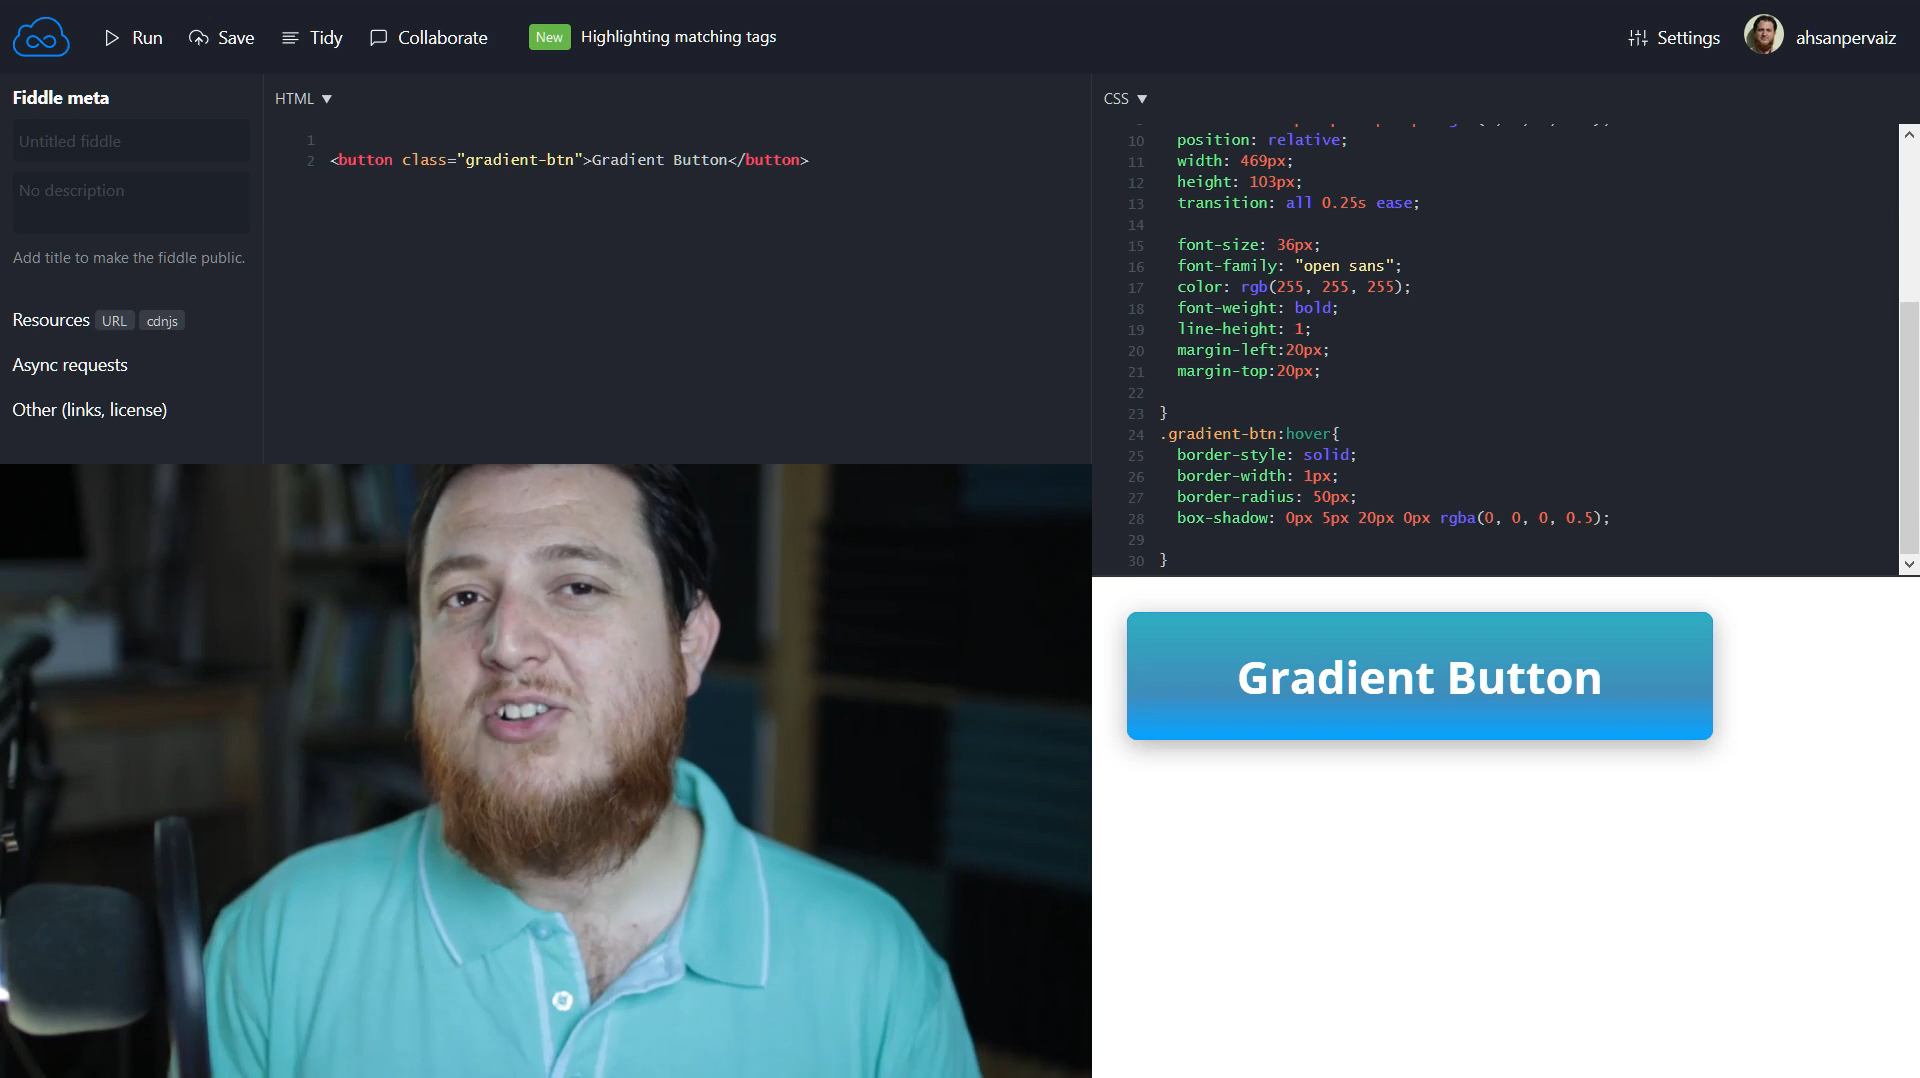 Run
Save
Tidy
Collaborate
New
Highlighting matching tags
Settings
ahsanpervaiz
Fiddle meta
Untitled fiddle
No description
Add title to make the fiddle public.
Resources URL cdnjs
Async requests
Other (links, license)
HTML ▼
1
2 <button class="gradient-btn">Gradient Button</button>
CSS ▼
10 position: relative;
11 width: 469px;
12 height: 103px;
13 transition: all 0.25s ease;
14
15 font-size: 36px;
16 font-family: "open sans";
17 color: rgb(255, 255, 255);
18 font-weight: bold;
19 line-height: 1;
20 margin-left:20px;
21 margin-top:20px;
22
23 }
24 .gradient-btn:hover{
25 border-style: solid;
26 border-width: 1px;
27 border-radius: 50px;
28 box-shadow: 0px 5px 20px 0px rgba(0, 0, 0, 0.5);
29
30 }
Gradient Button